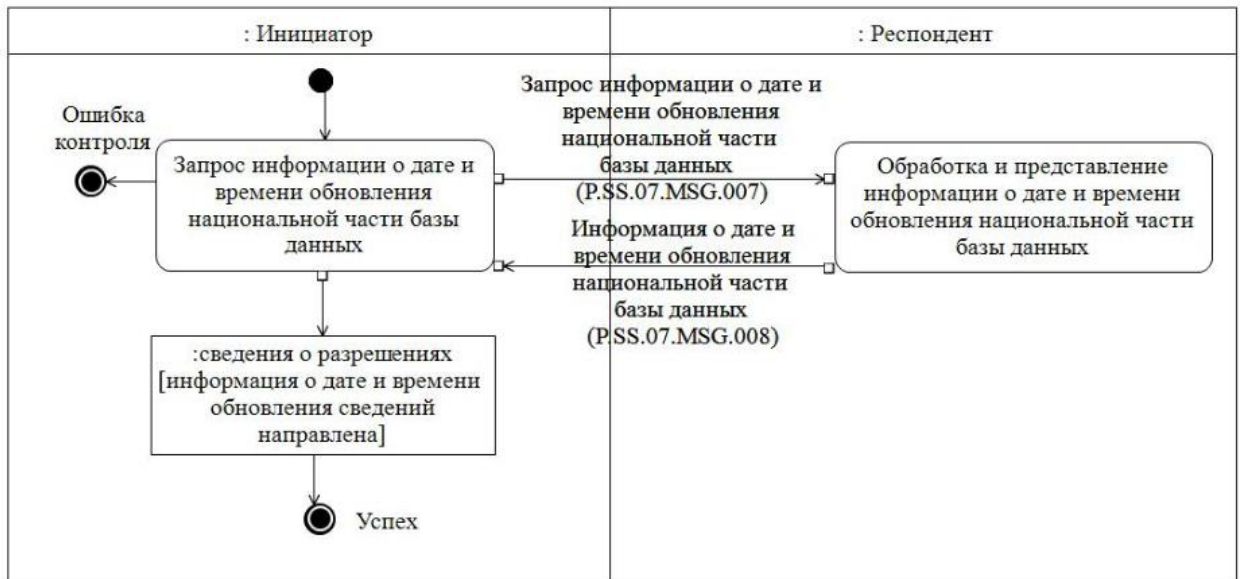 : Инициатор
: Респондент
Ошибка
контроля
Запрос информации о дате и
времени обновления
национальной части базы
данных
Запрос информации о дате и
времени обновления
национальной части
базы данных
(P.SS.07.MSG.007)
Информация о дате и
времени обновления
национальной части
базы данных
(P.SS.07.MSG.008)
Обработка и представление
информации о дате и времени
обновления национальной части
базы данных
:сведения о разрешениях
[информация о дате и времени
обновления сведений
направлена]
Успех